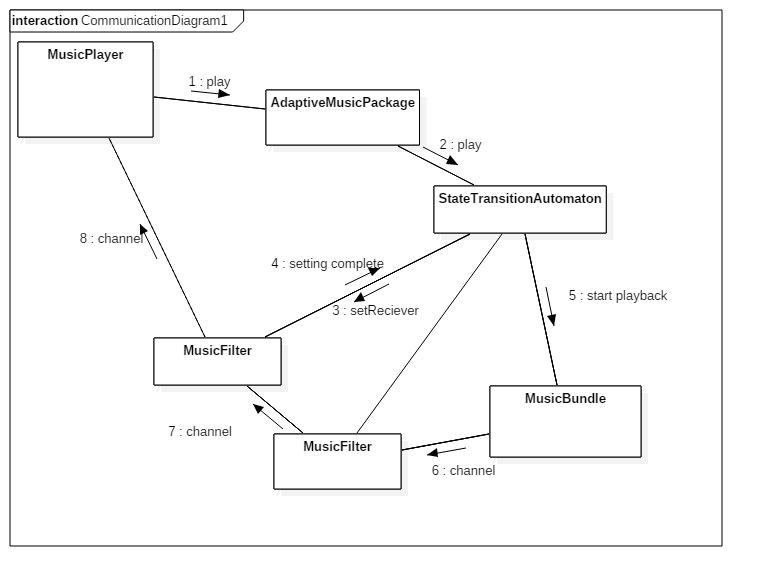 interaction CommunicationDiagram1
MusicPlayer
1 : play
AdaptiveMusicPackage
2 : play
StateTransitionAutomaton
8 : channel
4 : setting complete
3 : setReciever
5 : start playback
MusicFilter
MusicBundle
7 : channel
MusicFilter
6 : channel